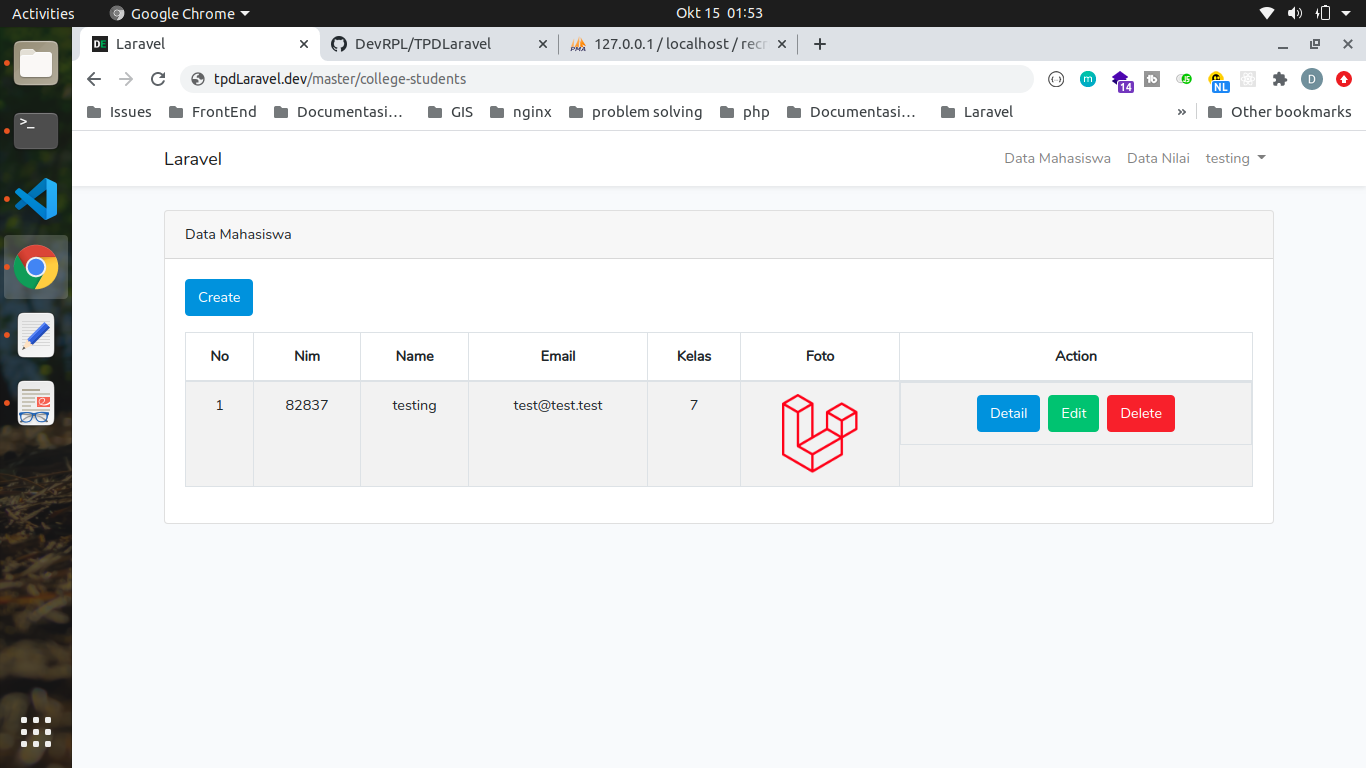 Activities Google Chrome Okt 15 01:53
Laravel DevRPL/TPDLaravel 127.0.0.1 / localhost / recr
tpdLaravel.dev/master/college-students
14 NL D
Issues FrontEnd Documentasi… GIS nginx problem solving php Documentasi… Laravel » Other bookmarks
Laravel Data Mahasiswa Data Nilai testing
Data Mahasiswa
Create
No Nim Name Email Kelas Foto Action
1 82837 testing test@test.test 7 Detail Edit Delete